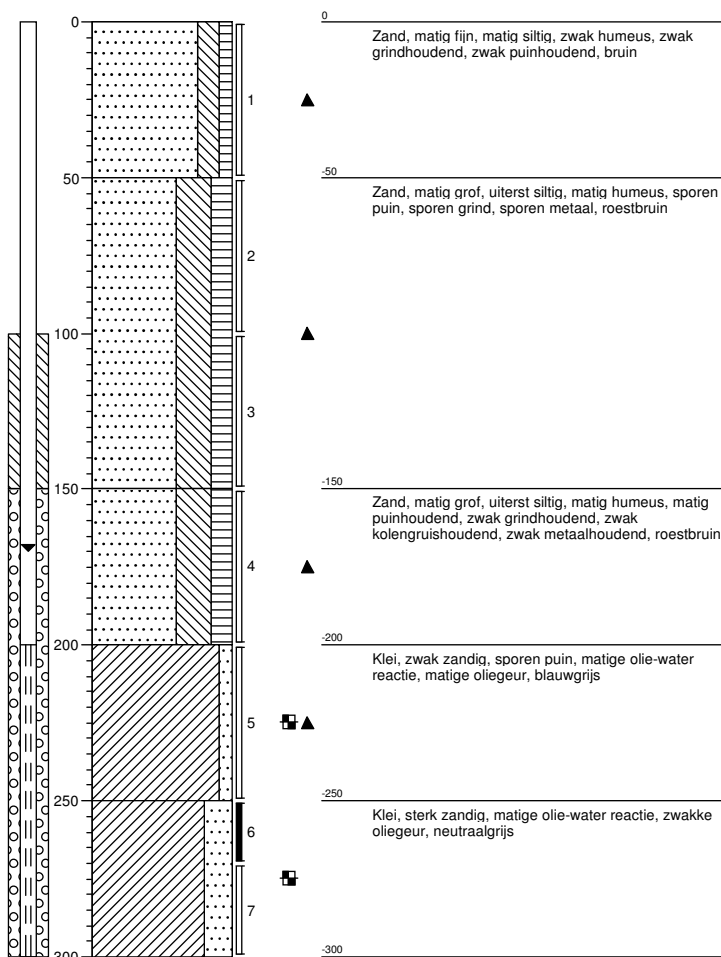 0
0
Zand, matig fijn, matig siltig, zwak humeus, zwak
grindhoudend, zwak puinhoudend, bruin
1
50
-50
Zand, matig grof, uiterst siltig, matig humeus, sporen
puin, sporen grind, sporen metaal, roestbruin
2
100
3
150
-150
Zand, matig grof, uiterst siltig, matig humeus, matig
puinhoudend, zwak grindhoudend, zwak
kolengruishoudend, zwak metaalhoudend, roestbruin
4
200
-200
Klei, zwak zandig, sporen puin, matige olie-water
reactie, matige oliegeur, blauwgrijs
5
250
-250
Klei, sterk zandig, matige olie-water reactie, zwakke
oliegeur, neutraalgrijs
6
7
300
-300